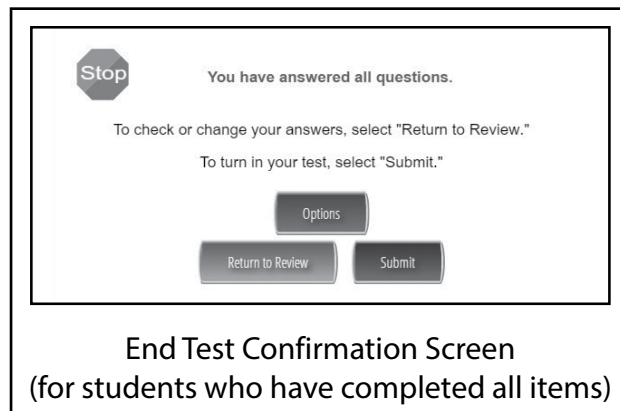 Stop
You have answered all questions.
To check or change your answers, select "Return to Review."
To turn in your test, select "Submit."
Options
Return to Review
Submit
End Test Confirmation Screen
(for students who have completed all items)